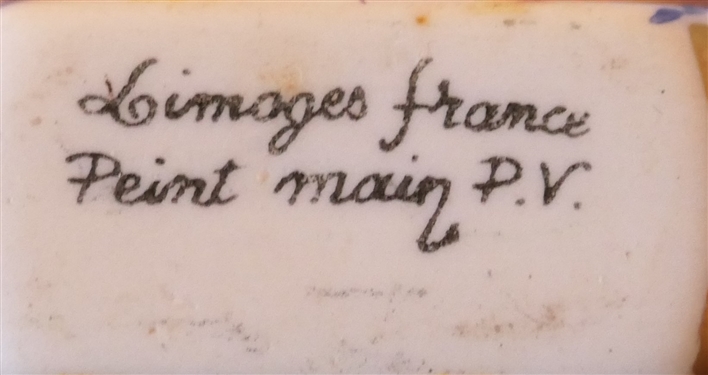 Limoges france
Peint main P.V.